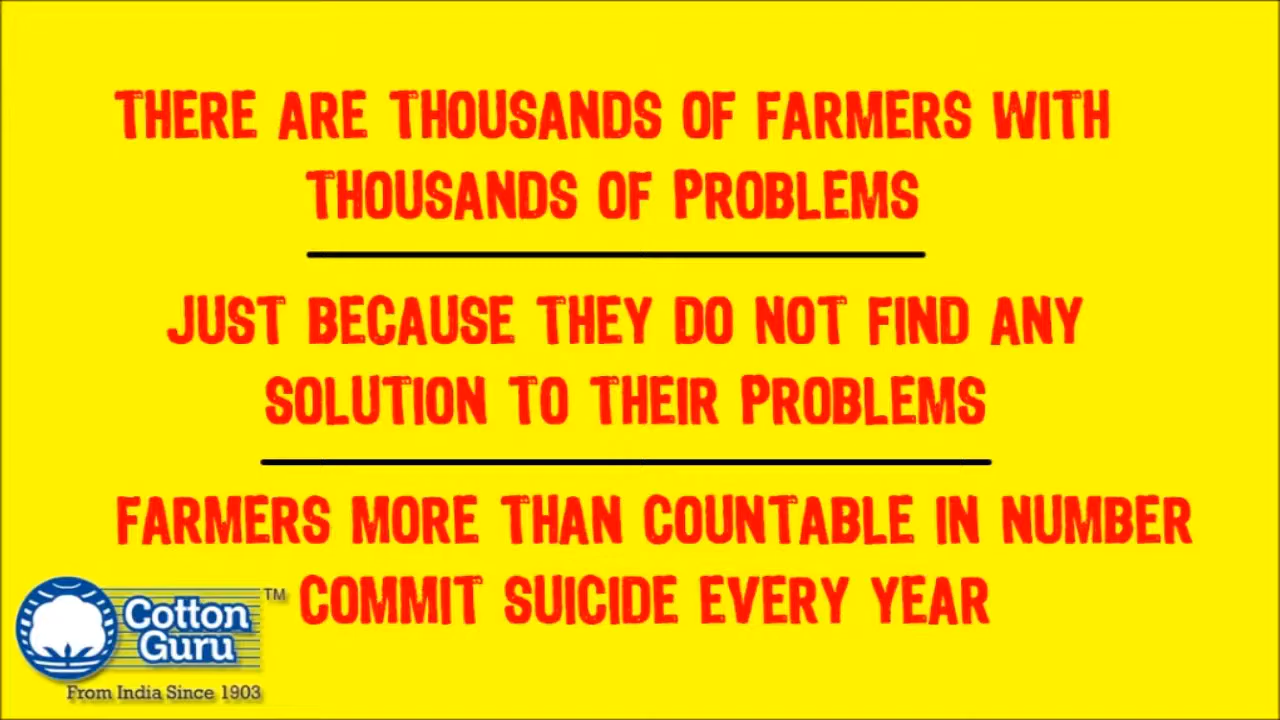 THERE ARE THOUSANDS OF FARMERS WITH
THOUSANDS OF PROBLEMS
JUST BECAUSE THEY DO NOT FIND ANY
SOLUTION TO THEIR PROBLEMS
FARMERS MORE THAN COUNTABLE IN NUMBER
COMMIT SUICIDE EVERY YEAR
Cotton TM
Guru
From India Since 1903